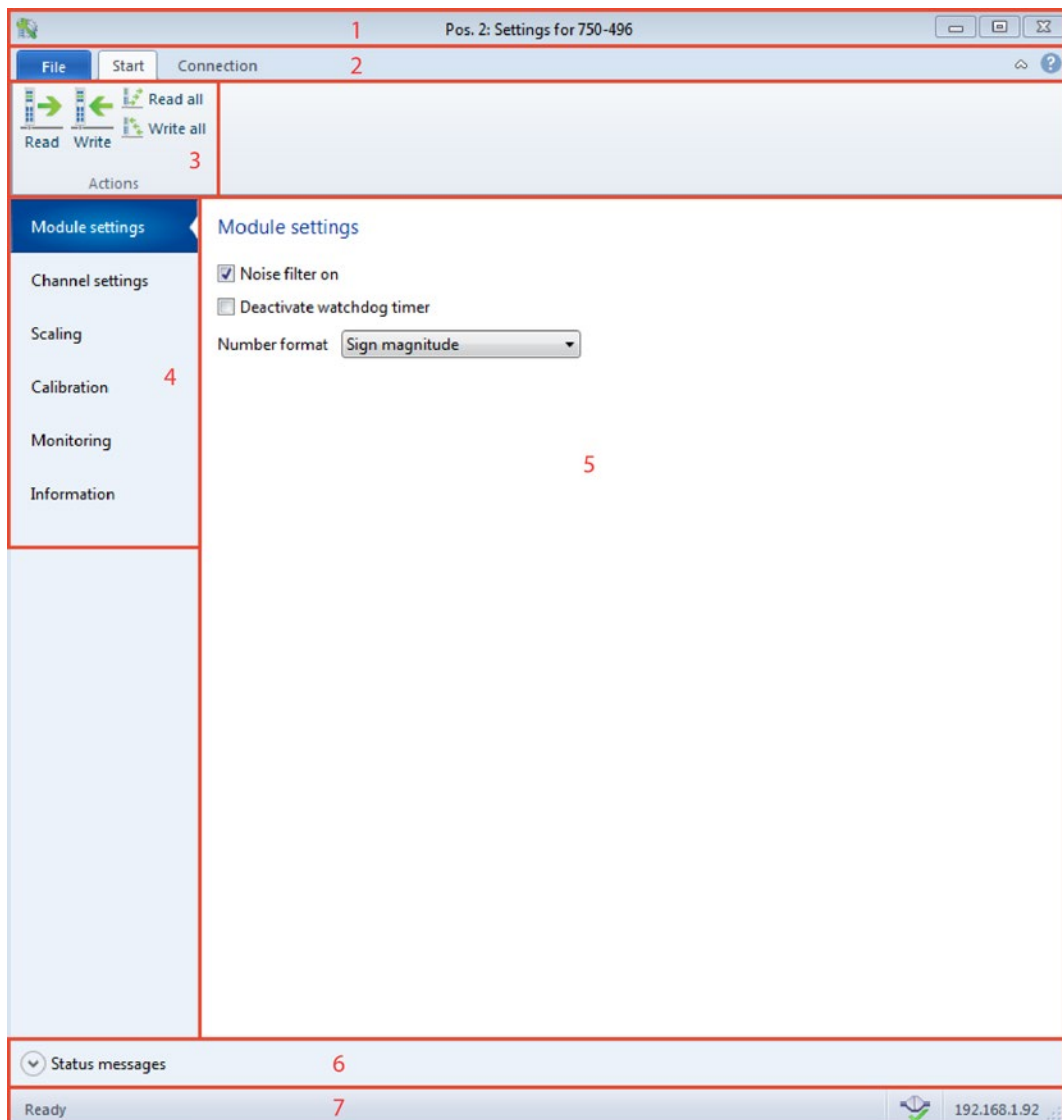 1
Pos. 2: Settings for 750-496
File Start Connection
2
?
Read
Write
Read all
Write all
3
Actions
Module settings
Channel settings
Scaling
Calibration
4
Monitoring
Information
Module settings
Noise filter on
Deactivate watchdog timer
Number format Sign magnitude
5
Status messages
6
Ready
7
192.168.1.92